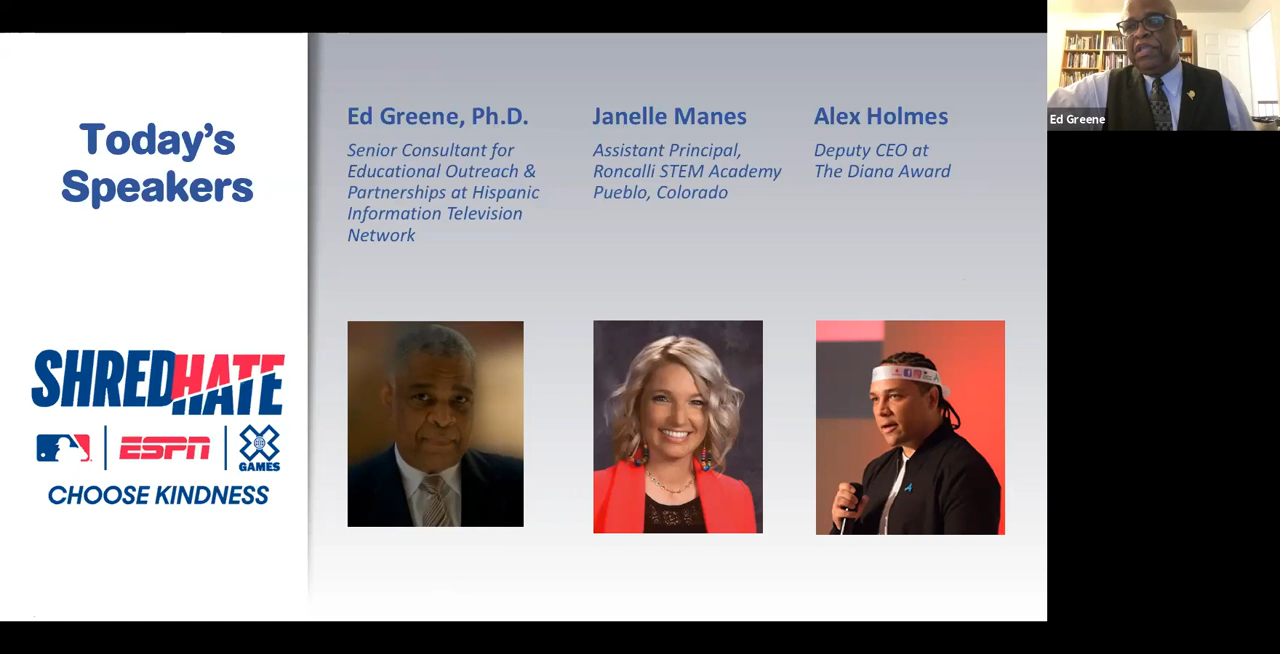 Today's
Speakers
SHRED HATE
ESPN
X
GAMES
CHOOSE KINDNESS
Ed Greene, Ph.D.
Senior Consultant for
Educational Outreach &
Partnerships at Hispanic
Information Television
Network
Janelle Manes
Assistant Principal,
Roncalli STEM Academy
Pueblo, Colorado
Alex Holmes
Deputy CEO at
The Diana Award
Ed Greene